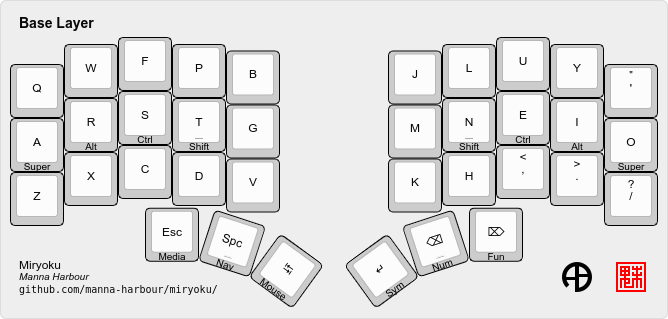 Base Layer
Q W F P B J L U Y " '
A Super R Alt S Ctrl T Shift G M N Shift E Ctrl I Alt O Super
Z X C D V K H < , > . ? /
Esc Media Spc Nav ↹ Mouse ↵ Sym ⌫ Num ⌦ Fun
Miryoku
Manna Harbour
github.com/manna-harbour/miryoku/